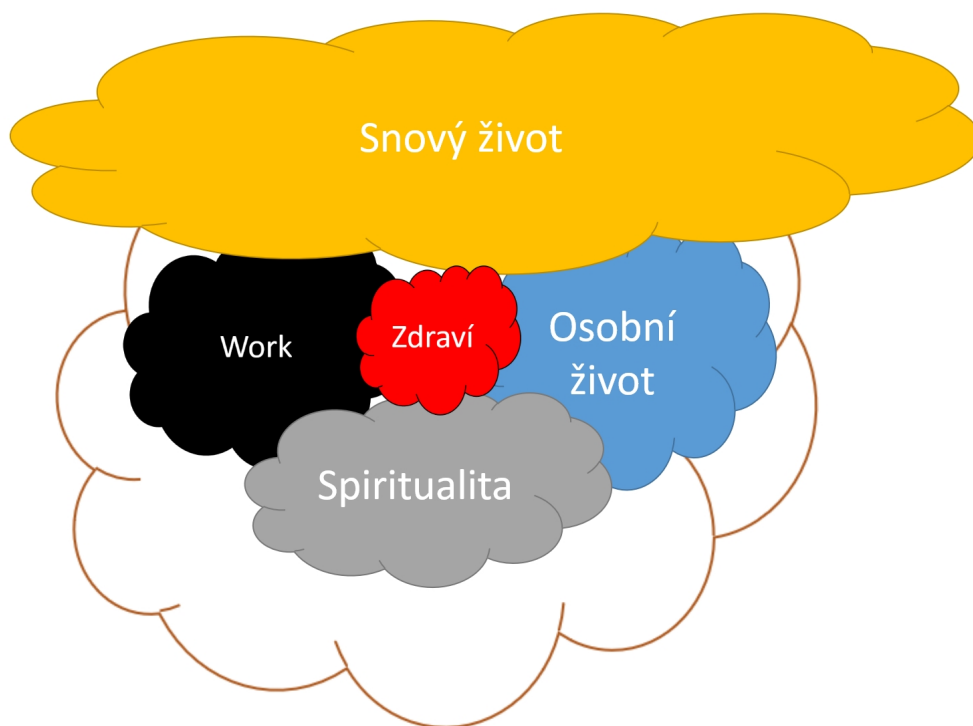 Snový život
Work
Zdraví
Osobní
život
Spiritualita